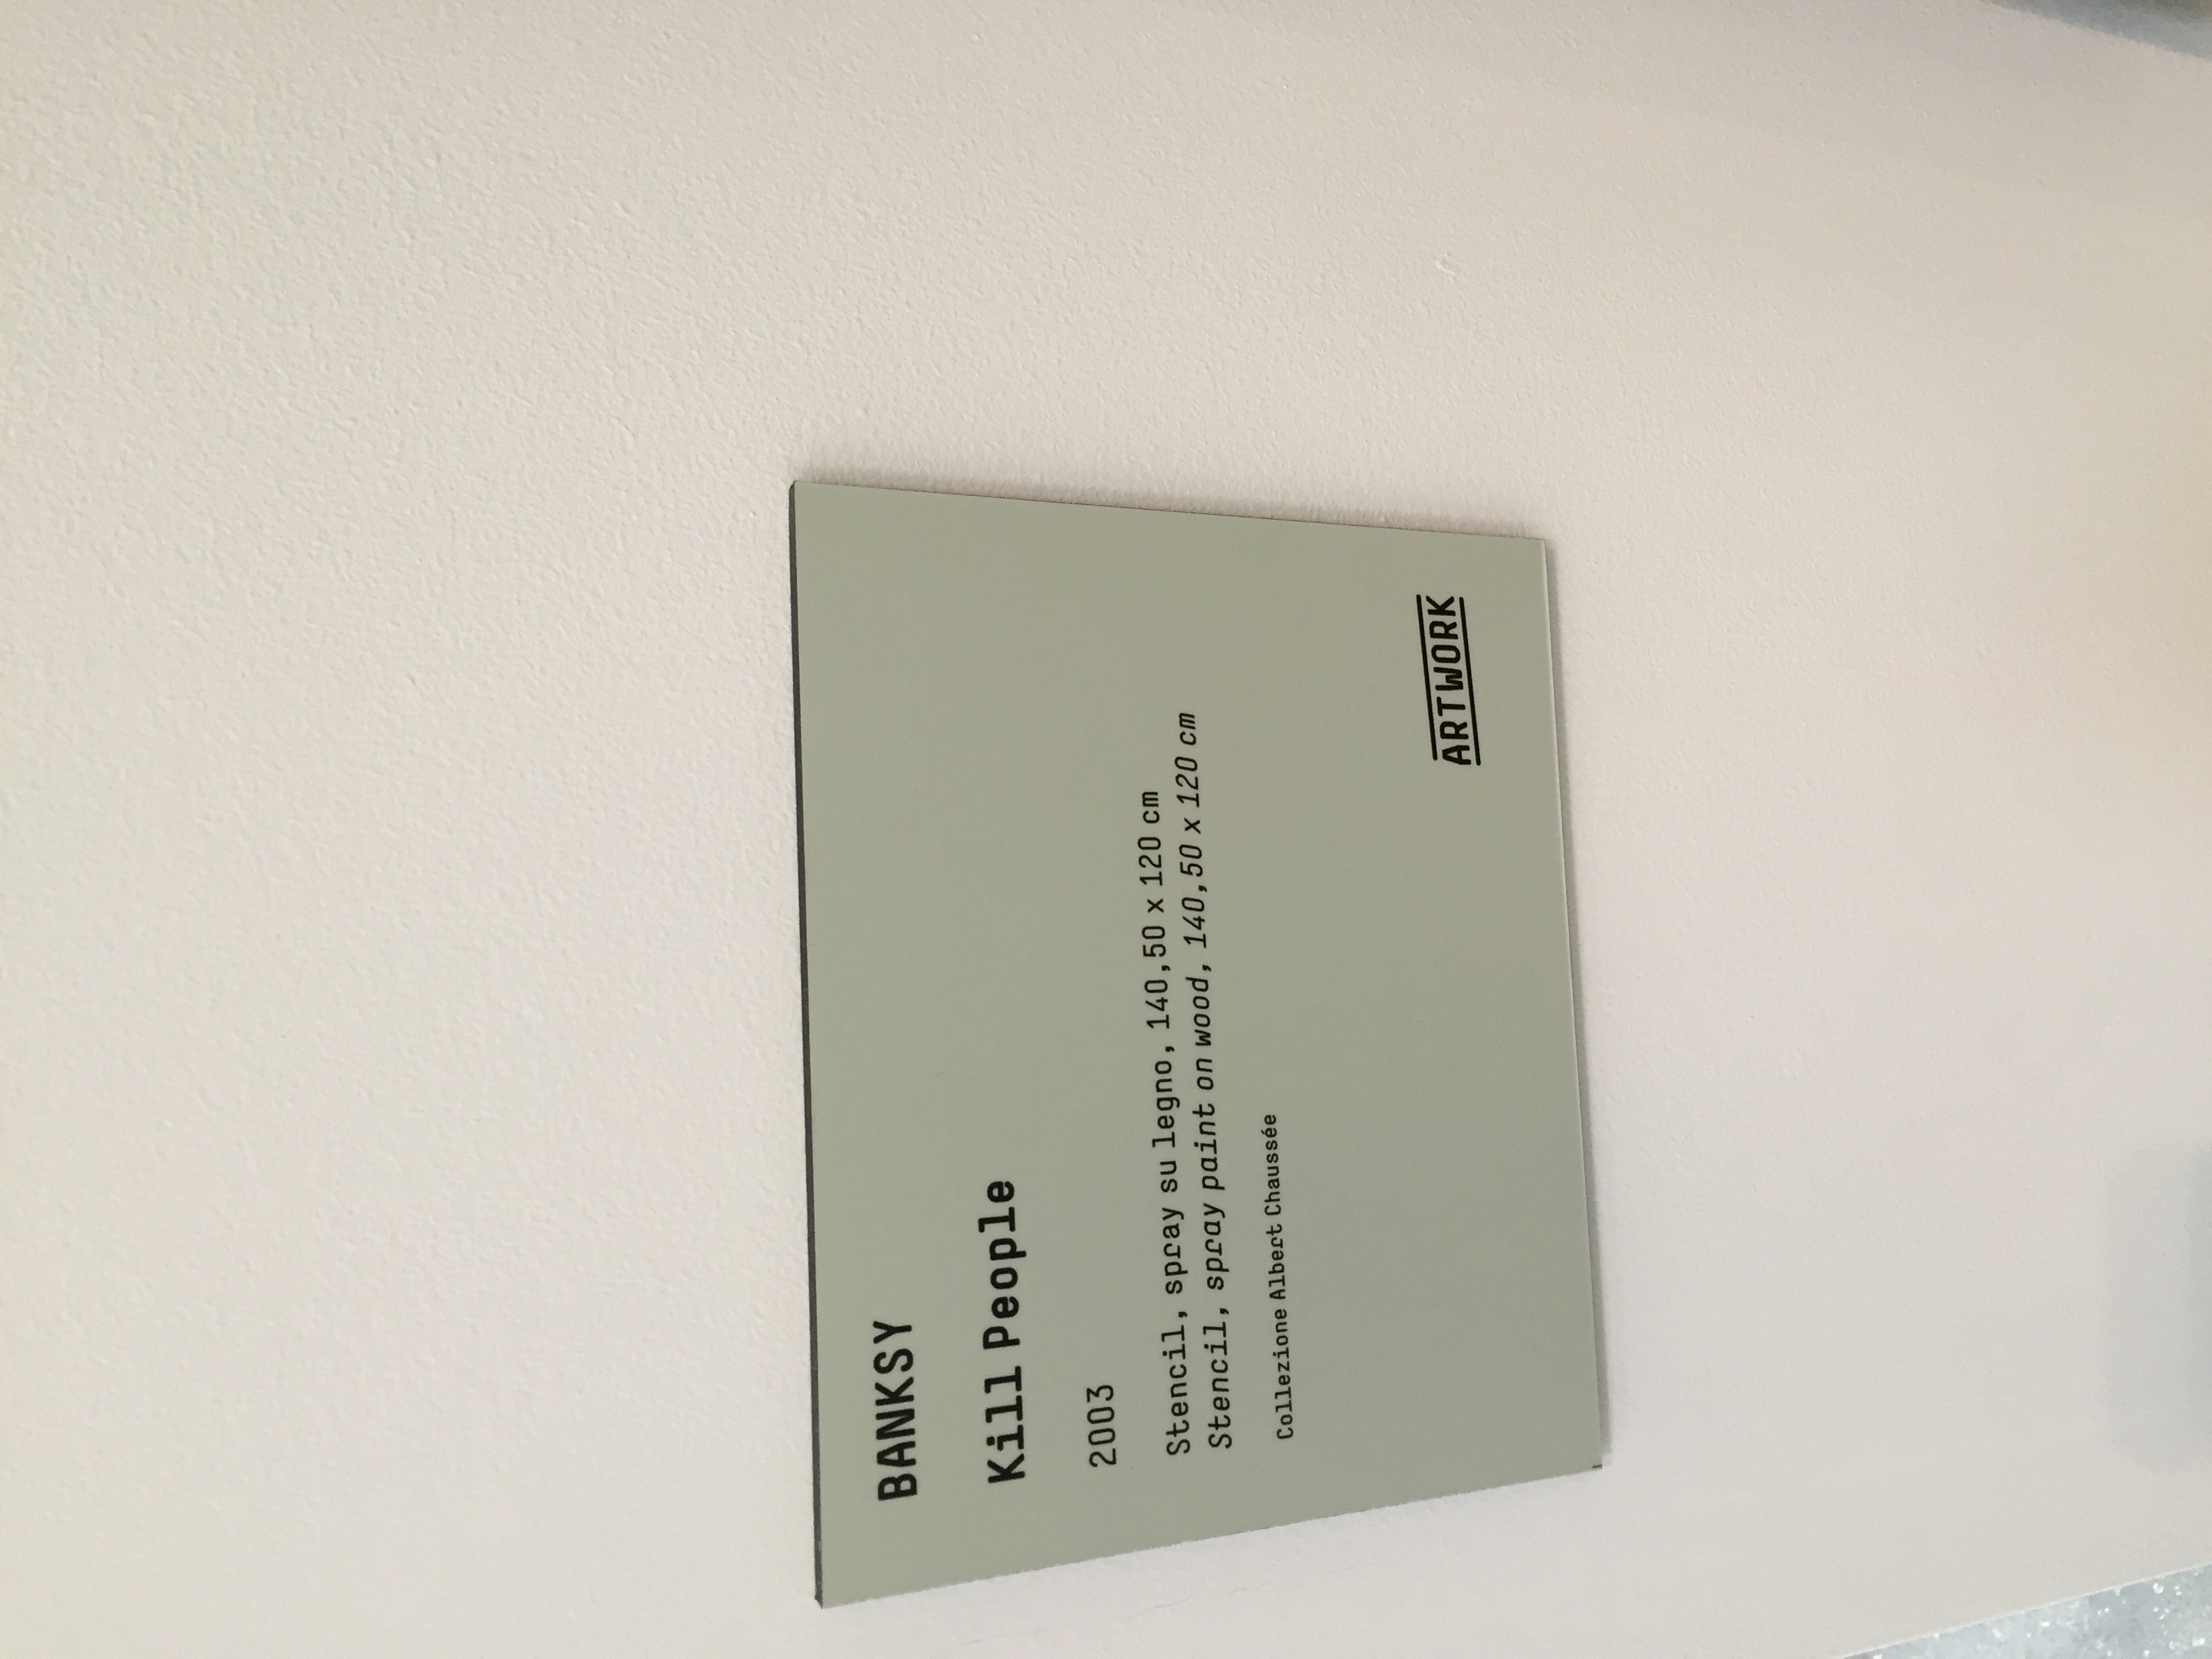 BANKSY
Kill People
2003
Stencil, spray su legno, 140,50 x 120 cm
Stencil, spray paint on wood, 140,50 x 120 cm
Collezione Albert Chaussée
ARTWORK